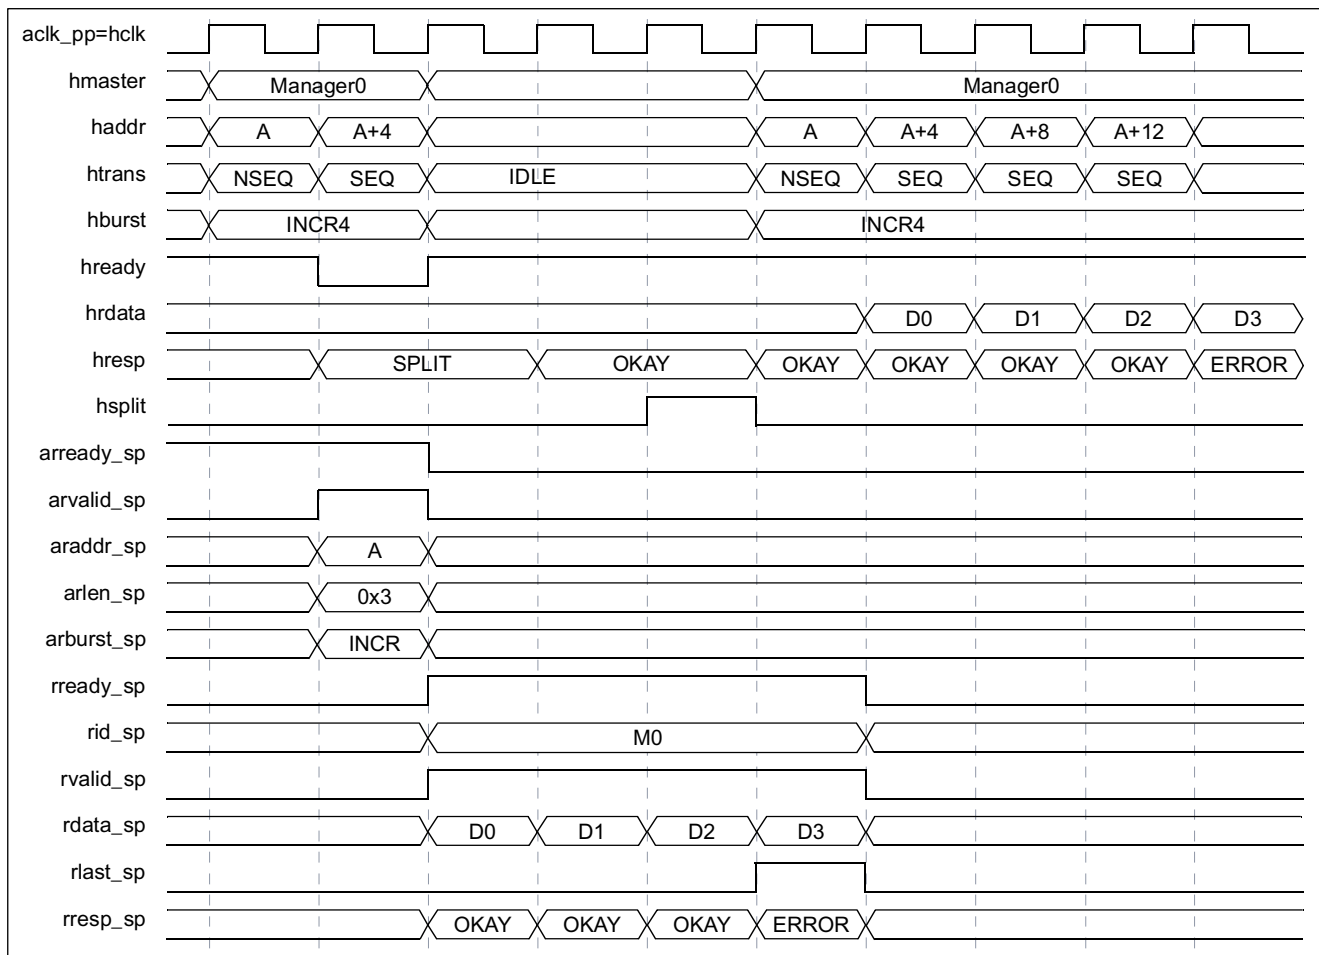 aclk_pp=hclk
hmaster Manager0 Manager0
haddr A A+4 A A+4 A+8 A+12
htrans NSEQ SEQ IDLE NSEQ SEQ SEQ SEQ
hburst INCR4 INCR4
hready
hrdata D0 D1 D2 D3
hresp SPLIT OKAY OKAY OKAY OKAY OKAY ERROR
hsplit
arready_sp
arvalid_sp
araddr_sp A
arlen_sp 0x3
arburst_sp INCR
rready_sp
rid_sp M0
rvalid_sp
rdata_sp D0 D1 D2 D3
rlast_sp
rresp_sp OKAY OKAY OKAY ERROR